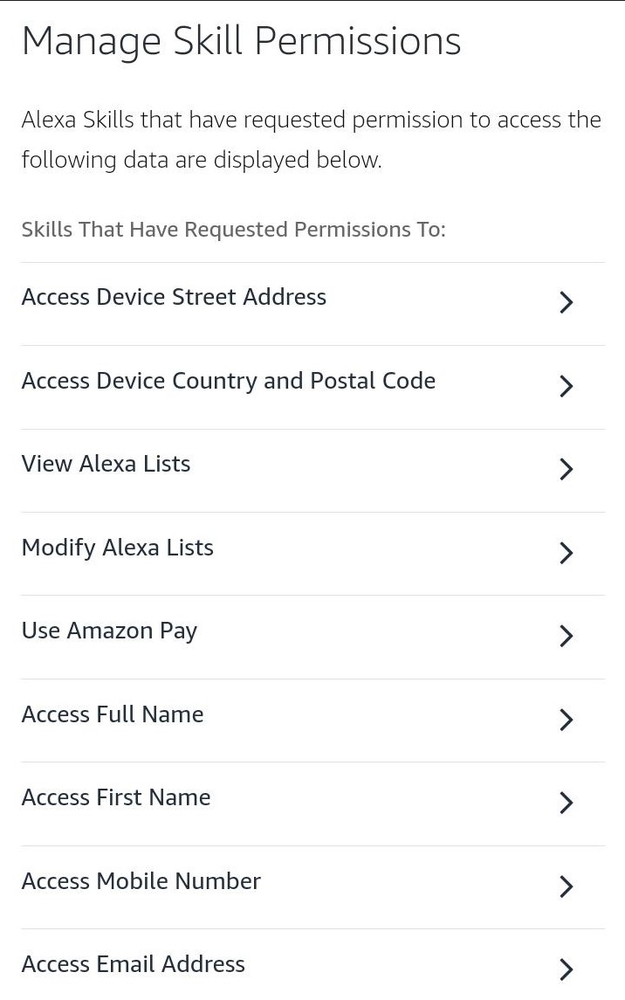 Manage Skill Permissions
Alexa Skills that have requested permission to access the
following data are displayed below.
Skills That Have Requested Permissions To:
Access Device Street Address
Access Device Country and Postal Code
View Alexa Lists
Modify Alexa Lists
Use Amazon Pay
Access Full Name
Access First Name
Access Mobile Number
Access Email Address